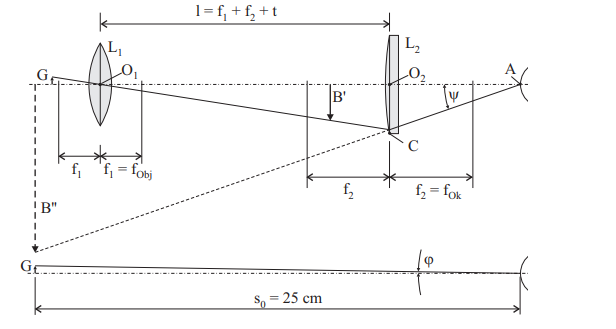 l = f₁ + f₂ + t
L₁
L₂
G
O₁
O₂
A
B'
ψ
C
f₁
f₁ = fObj
f₂
f₂ = fOk
B"
G
φ
s₀ = 25 cm